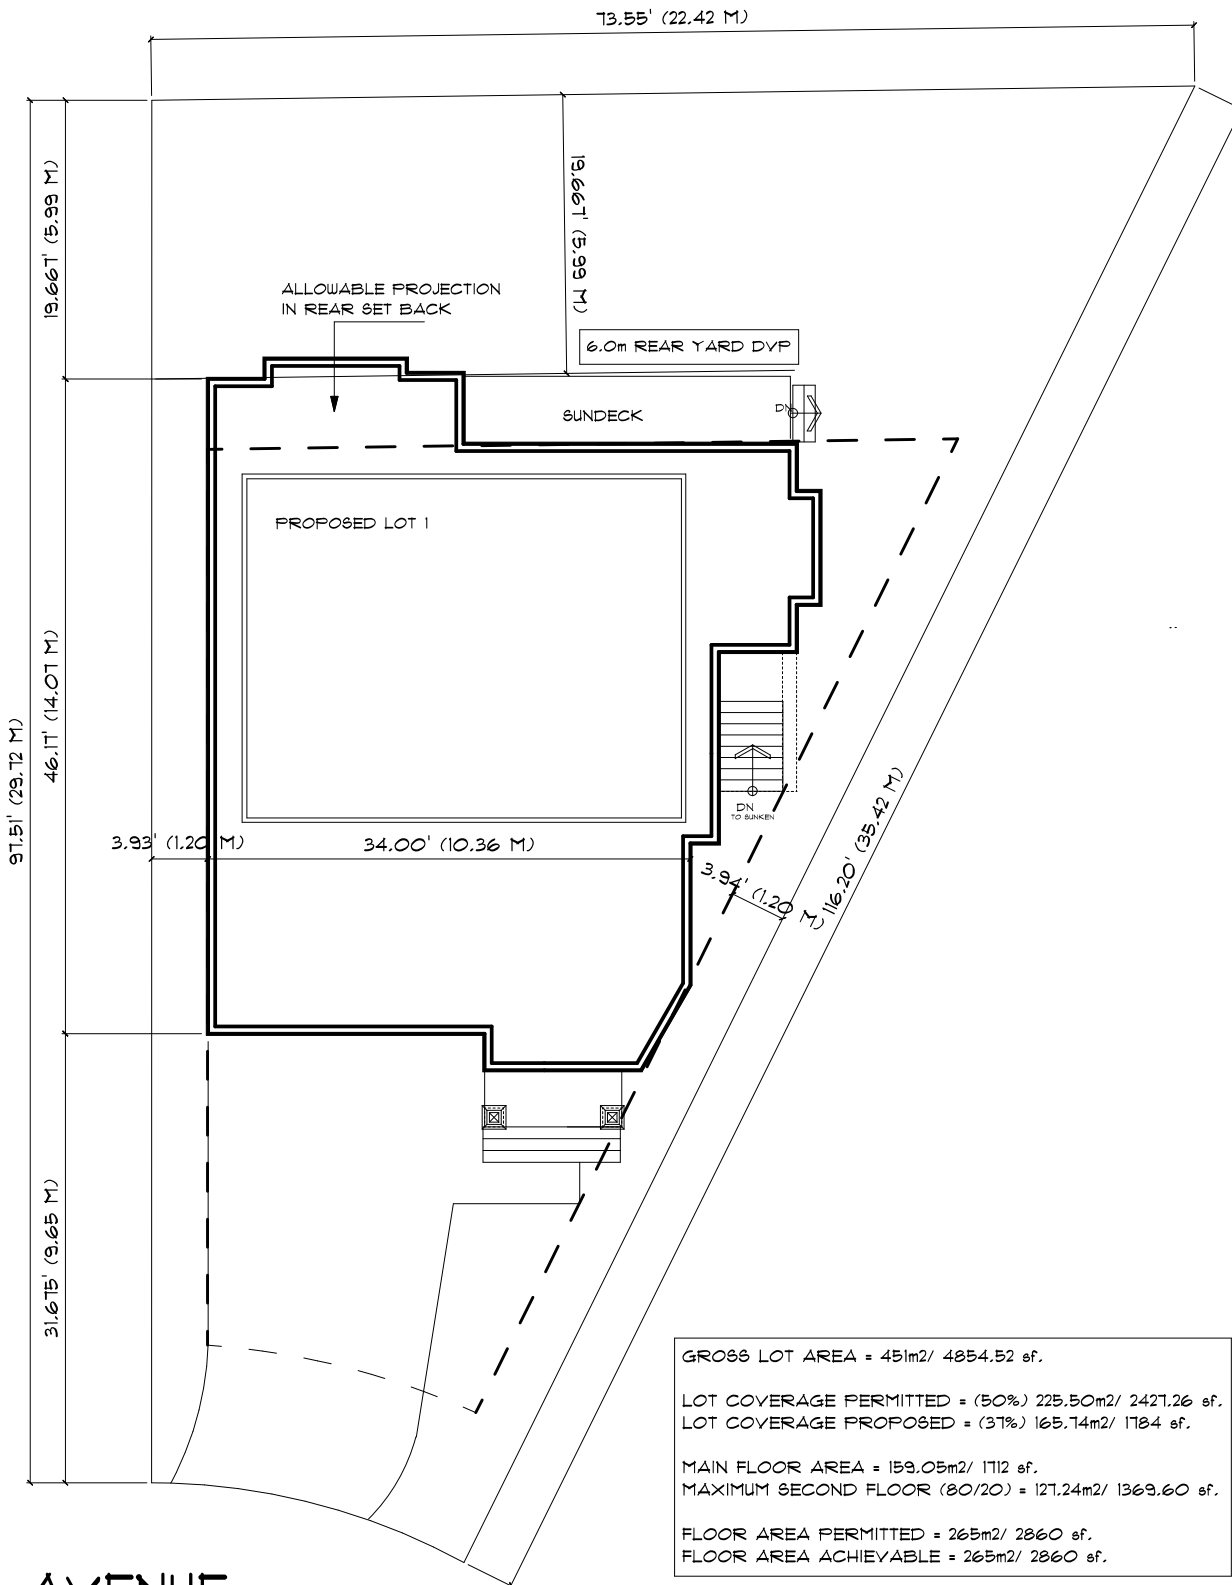 73.55' (22.42 M)
19.667' (5.99 M)
19.667' (5.99 M)
ALLOWABLE PROJECTION
IN REAR SET BACK
6.0m REAR YARD DVP
SUNDECK
DN
PROPOSED LOT 1
46.17' (14.07 M)
97.51' (29.72 M)
DN
TO SUNKEN
3.93' (1.20 M)
34.00' (10.36 M)
3.94' (1.20 M)
116.20' (35.42 M)
31.675' (9.65 M)
GROSS LOT AREA = 451m2/ 4854.52 sf.
LOT COVERAGE PERMITTED = (50%) 225.50m2/ 2427.26 sf.
LOT COVERAGE PROPOSED = (37%) 165.74m2/ 1784 sf.
MAIN FLOOR AREA = 159.05m2/ 1712 sf.
MAXIMUM SECOND FLOOR (80/20) = 127.24m2/ 1369.60 sf.
FLOOR AREA PERMITTED = 265m2/ 2860 sf.
FLOOR AREA ACHIEVABLE = 265m2/ 2860 sf.
AVENUE